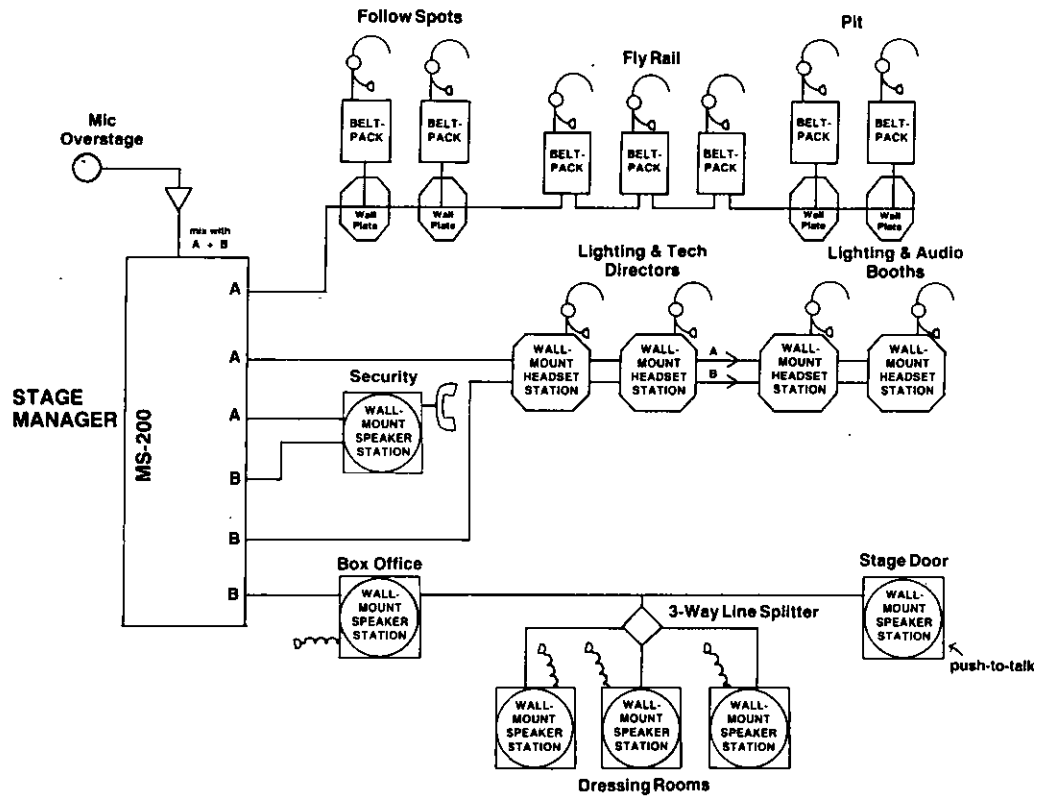 Follow Spots
Pit
Fly Rail
Mic
Overstage
BELT-
PACK
BELT-
PACK
BELT-
PACK
BELT-
PACK
BELT-
PACK
BELT-
PACK
BELT-
PACK
Wall
Plate
Wall
Plate
Wall
Plate
Wall
Plate
mix with
A + B
Lighting & Tech
Directors
Lighting & Audio
Booths
A
A
A
B
B
B
STAGE
MANAGER
MS-200
WALL-
MOUNT
HEADSET
STATION
WALL-
MOUNT
HEADSET
STATION
A
B
WALL-
MOUNT
HEADSET
STATION
WALL-
MOUNT
HEADSET
STATION
Security
WALL-
MOUNT
SPEAKER
STATION
Box Office
WALL-
MOUNT
SPEAKER
STATION
Stage Door
WALL-
MOUNT
SPEAKER
STATION
push-to-talk
3-Way Line Splitter
WALL-
MOUNT
SPEAKER
STATION
WALL-
MOUNT
SPEAKER
STATION
WALL-
MOUNT
SPEAKER
STATION
Dressing Rooms